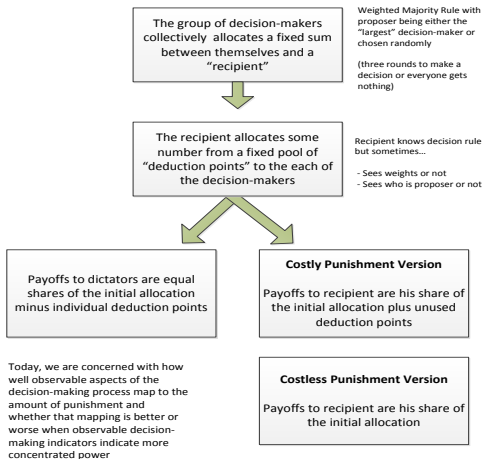 The group of decision-makers
collectively allocates a fixed sum
between themselves and a
“recipient”
Weighted Majority Rule with
proposer being either the
“largest” decision-maker or
chosen randomly
(three rounds to make a
decision or everyone gets
nothing)
The recipient allocates some
number from a fixed pool of
“deduction points” to the each of
the decision-makers
Recipient knows decision rule
but sometimes...
- Sees weights or not
- Sees who is proposer or not
Payoffs to dictators are equal
shares of the initial allocation
minus individual deduction points
Costly Punishment Version
Payoffs to recipient are his share of
the initial allocation plus unused
deduction points
Today, we are concerned with how
well observable aspects of the
decision-making process map to the
amount of punishment and
whether that mapping is better or
worse when observable decision-
making indicators indicate more
concentrated power
Costless Punishment Version
Payoffs to recipient are his share of
the initial allocation